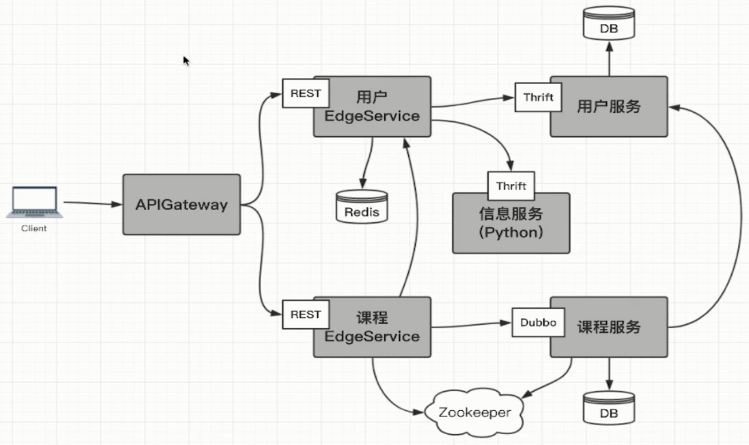 DB
REST
用户
EdgeService
Thrift
用户服务
APIGateway
Client
Redis
Thrift
信息服务
（Python）
REST
课程
EdgeService
Dubbo
课程服务
Zookeeper
DB